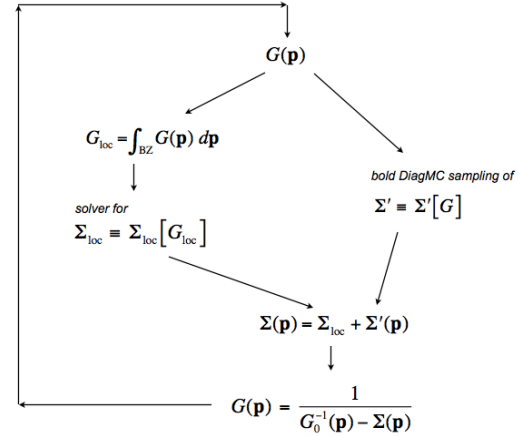 G(p)
G_loc = ∫_BZ G(p) dp
bold DiagMC sampling of
Σ' ≡ Σ'[G]
solver for
Σ_loc ≡ Σ_loc[G_loc]
Σ(p) = Σ_loc + Σ'(p)
G(p) = 1 / (G_0^{-1}(p) − Σ(p))